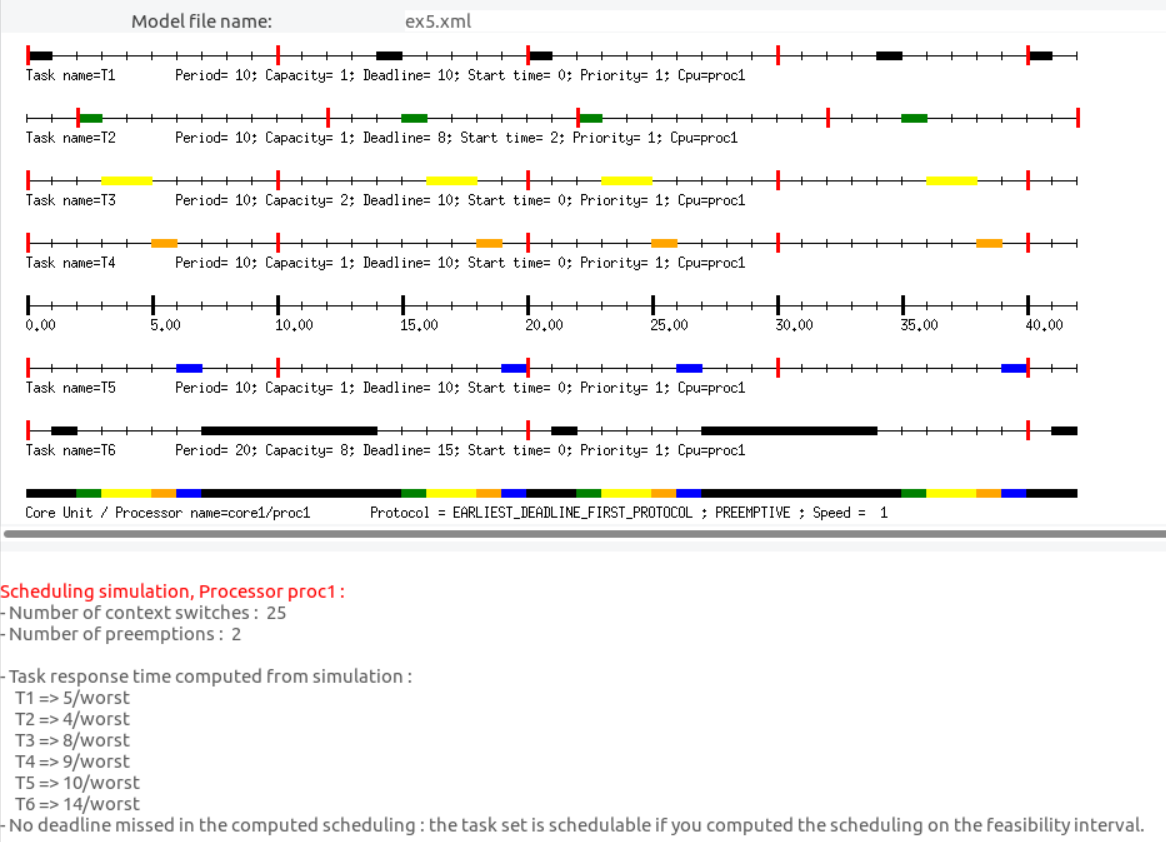 Model file name: ex5.xml
Task name=T1 Period= 10; Capacity= 1; Deadline= 10; Start time= 0; Priority= 1; Cpu=proc1
Task name=T2 Period= 10; Capacity= 1; Deadline= 8; Start time= 2; Priority= 1; Cpu=proc1
Task name=T3 Period= 10; Capacity= 2; Deadline= 10; Start time= 0; Priority= 1; Cpu=proc1
Task name=T4 Period= 10; Capacity= 1; Deadline= 10; Start time= 0; Priority= 1; Cpu=proc1
0.00 5.00 10.00 15.00 20.00 25.00 30.00 35.00 40.00
Task name=T5 Period= 10; Capacity= 1; Deadline= 10; Start time= 0; Priority= 1; Cpu=proc1
Task name=T6 Period= 20; Capacity= 8; Deadline= 15; Start time= 0; Priority= 1; Cpu=proc1
Core Unit / Processor name=core1/proc1 Protocol = EARLIEST_DEADLINE_FIRST_PROTOCOL ; PREEMPTIVE ; Speed = 1
Scheduling simulation, Processor proc1 :
- Number of context switches : 25
- Number of preemptions : 2
- Task response time computed from simulation :
T1 => 5/worst
T2 => 4/worst
T3 => 8/worst
T4 => 9/worst
T5 => 10/worst
T6 => 14/worst
- No deadline missed in the computed scheduling : the task set is schedulable if you computed the scheduling on the feasibility interval.